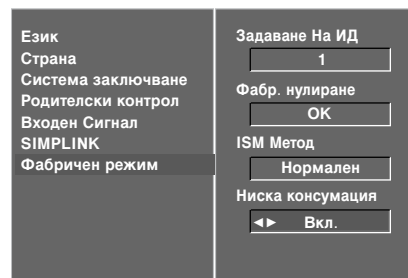 Език
Страна
Система заключване
Родителски контрол
Входен Сигнал
SIMPLINK
Фабричен режим
Задаване На ИД
1
Фабр. нулиране
OK
ISM Метод
Нормален
Ниска консумация
◄► Вкл.